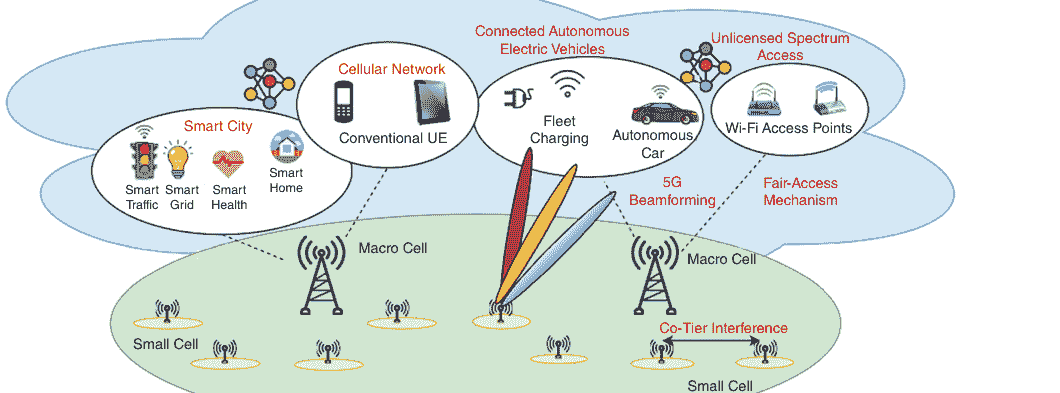 Connected Autonomous
Electric Vehicles
Unlicensed Spectrum
Access
Cellular Network
Conventional UE
Fleet
Charging
Autonomous
Car
Wi-Fi Access Points
Smart City
Smart
Traffic
Smart
Grid
Smart
Health
Smart
Home
5G
Beamforming
Fair-Access
Mechanism
Macro Cell
Macro Cell
Small Cell
Co-Tier Interference
Small Cell